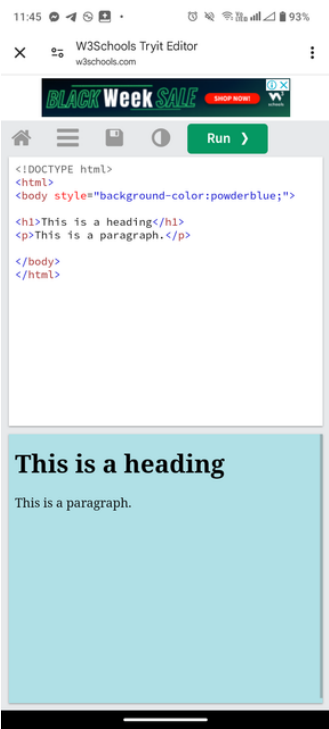 11:45
93%
W3Schools Tryit Editor
w3schools.com
BLACK Week SALE SHOP NOW! W³ schools
Run ❯
<!DOCTYPE html>
<html>
<body style="background-color:powderblue;">
<h1>This is a heading</h1>
<p>This is a paragraph.</p>
</body>
</html>
This is a heading
This is a paragraph.